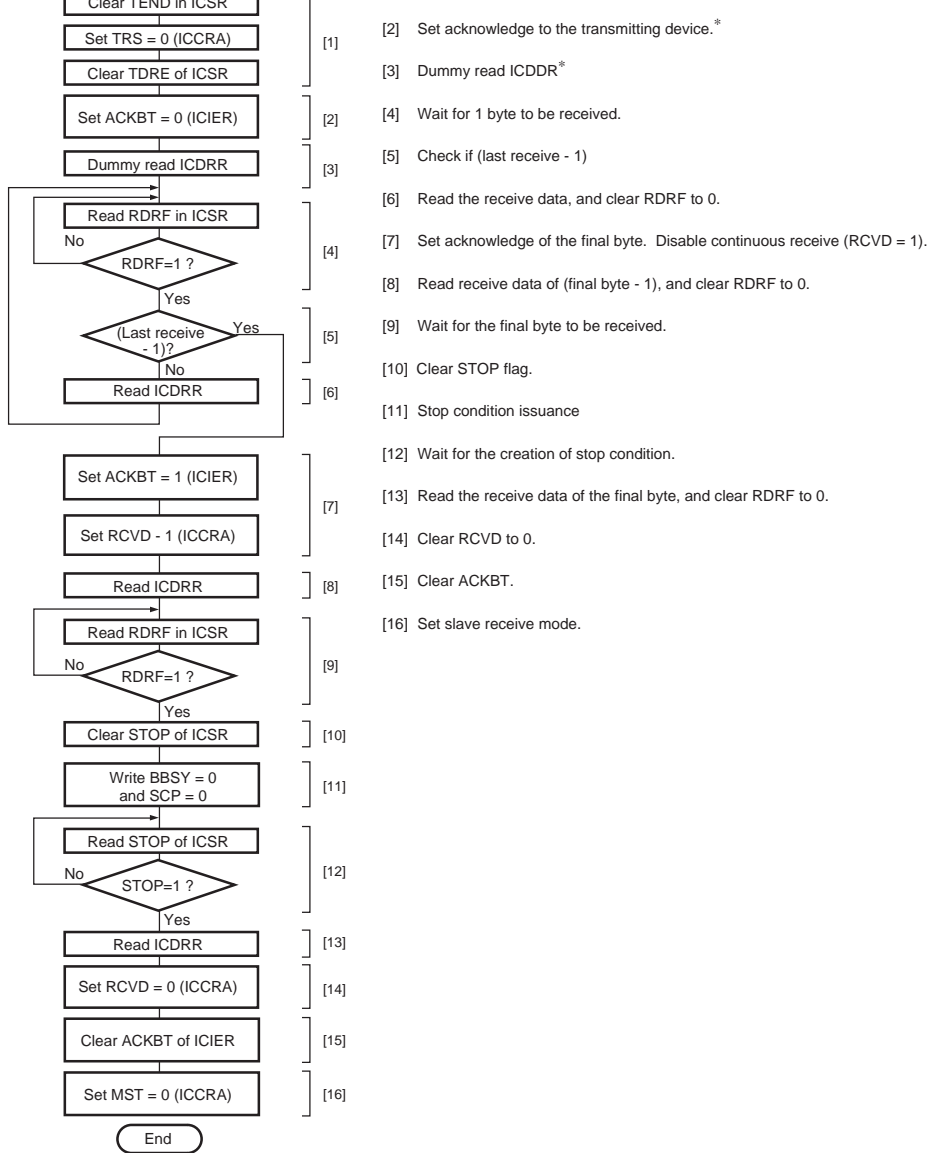 Clear TEND in ICSR
Set TRS = 0 (ICCRA)
Clear TDRE of ICSR
[1]
Set ACKBT = 0 (ICIER)
[2]
Dummy read ICDRR
[3]
Read RDRF in ICSR
No
RDRF=1 ?
[4]
Yes
(Last receive
- 1)?
Yes
[5]
No
Read ICDRR
[6]
Set ACKBT = 1 (ICIER)
Set RCVD - 1 (ICCRA)
[7]
Read ICDRR
[8]
Read RDRF in ICSR
No
RDRF=1 ?
[9]
Yes
Clear STOP of ICSR
[10]
Write BBSY = 0
and SCP = 0
[11]
Read STOP of ICSR
No
STOP=1 ?
[12]
Yes
Read ICDRR
[13]
Set RCVD = 0 (ICCRA)
[14]
Clear ACKBT of ICIER
[15]
Set MST = 0 (ICCRA)
[16]
End
[2] Set acknowledge to the transmitting device.*
[3] Dummy read ICDDR*
[4] Wait for 1 byte to be received.
[5] Check if (last receive - 1)
[6] Read the receive data, and clear RDRF to 0.
[7] Set acknowledge of the final byte. Disable continuous receive (RCVD = 1).
[8] Read receive data of (final byte - 1), and clear RDRF to 0.
[9] Wait for the final byte to be received.
[10] Clear STOP flag.
[11] Stop condition issuance
[12] Wait for the creation of stop condition.
[13] Read the receive data of the final byte, and clear RDRF to 0.
[14] Clear RCVD to 0.
[15] Clear ACKBT.
[16] Set slave receive mode.